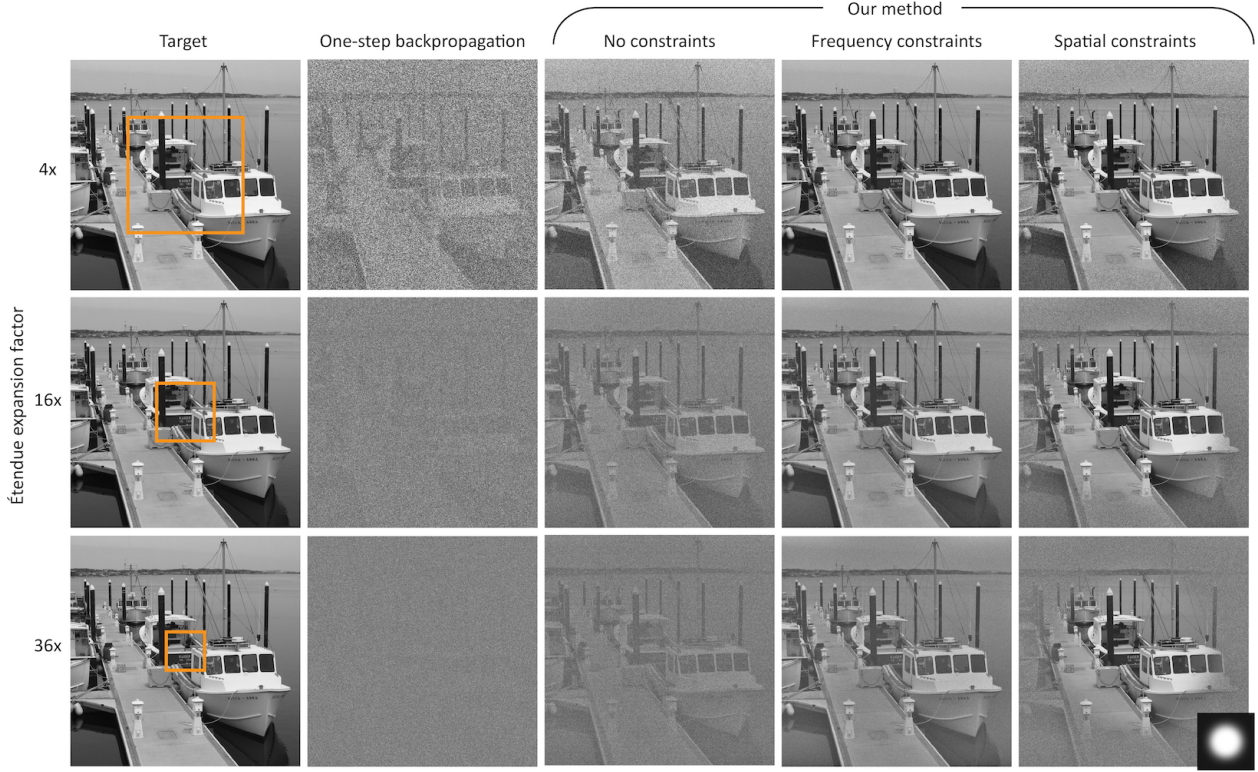 Our method
Target
One-step backpropagation
No constraints
Frequency constraints
Spatial constraints
Étendue expansion factor
4x
16x
36x